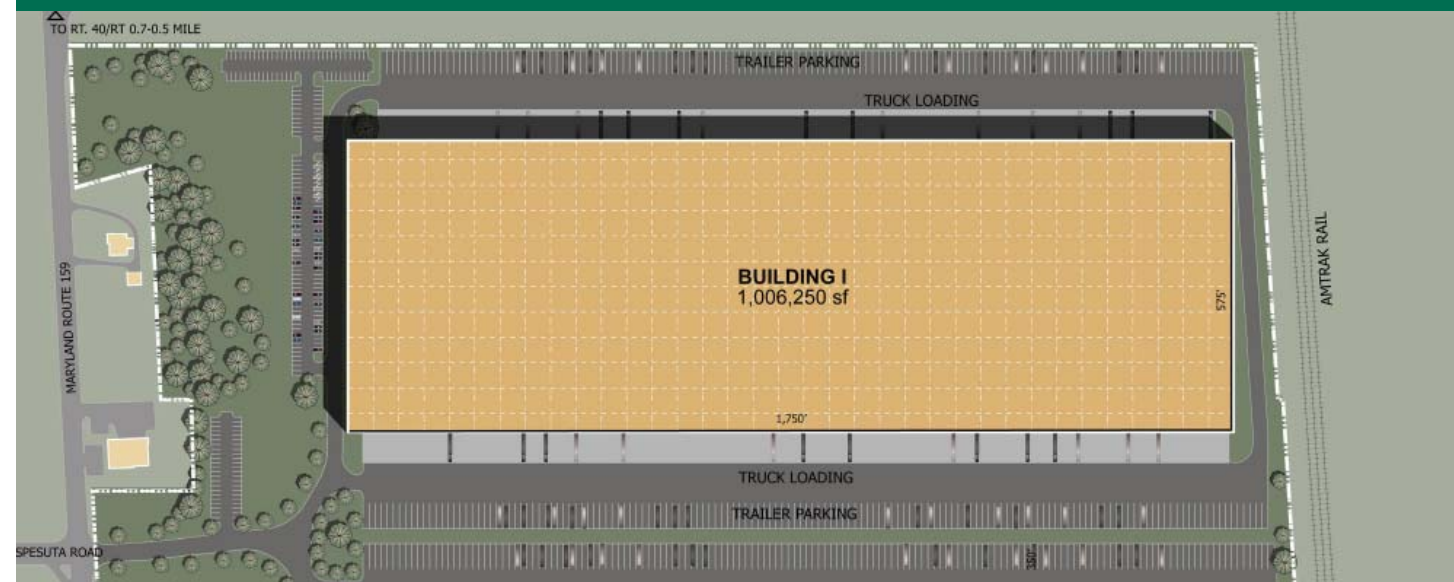 TO RT. 40/RT 0.7-0.5 MILE
TRAILER PARKING
TRUCK LOADING
MARYLAND ROUTE 159
BUILDING I
1,006,250 sf
575'
1,750'
AMTRAK RAIL
TRUCK LOADING
TRAILER PARKING
SPESUTA ROAD
350'